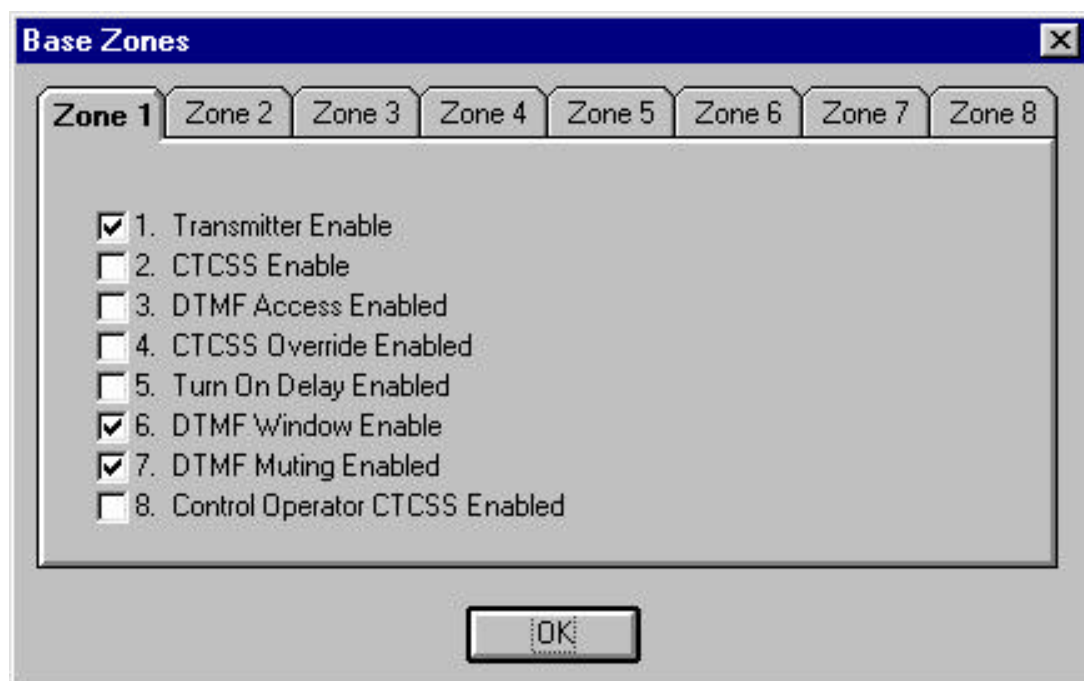 Base Zones
Zone 1 Zone 2 Zone 3 Zone 4 Zone 5 Zone 6 Zone 7 Zone 8
1. Transmitter Enable
2. CTCSS Enable
3. DTMF Access Enabled
4. CTCSS Override Enabled
5. Turn On Delay Enabled
6. DTMF Window Enable
7. DTMF Muting Enabled
8. Control Operator CTCSS Enabled
OK